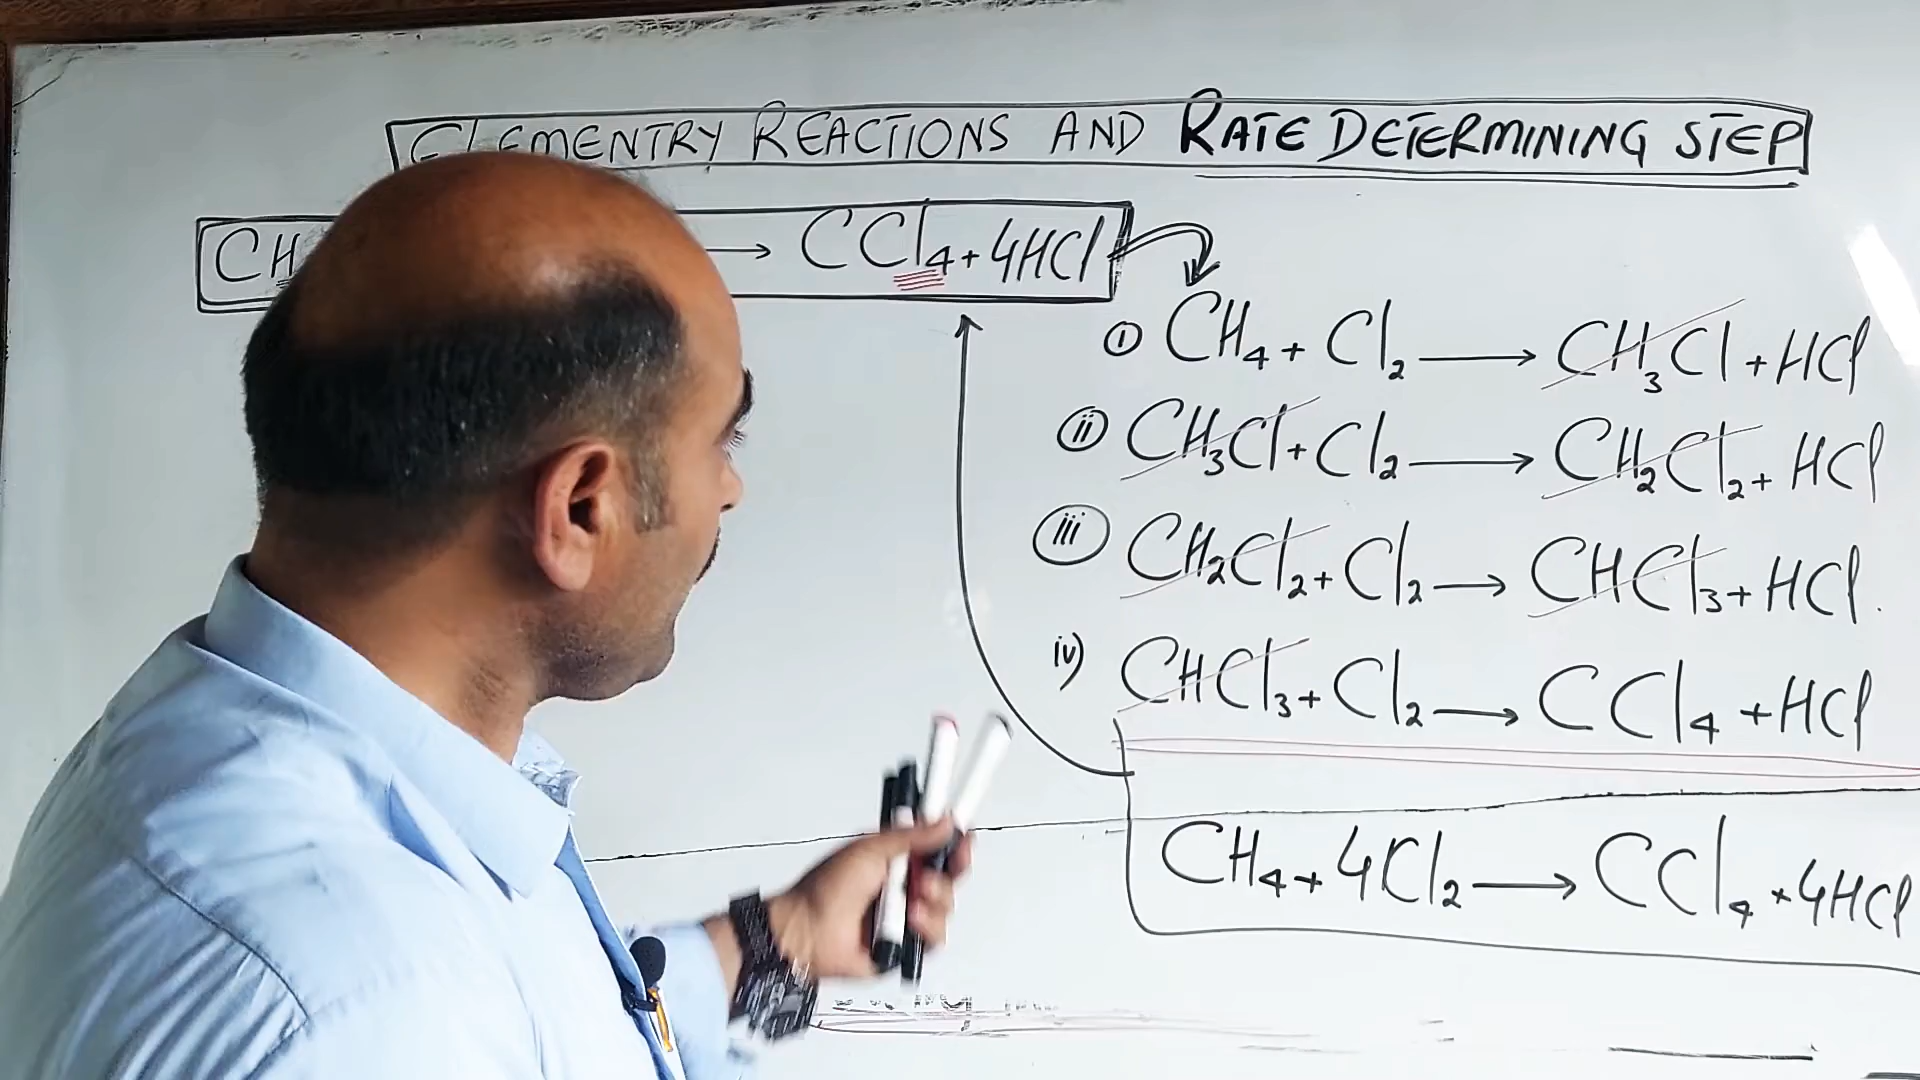 ELEMENTRY REACTIONS AND RATE DETERMINING STEP
CH → CCl₄ + 4HCl
i CH₄ + Cl₂ → CH₃Cl + HCl
ii CH₃Cl + Cl₂ → CH₂Cl₂ + HCl
iii CH₂Cl₂ + Cl₂ → CHCl₃ + HCl.
iv) CHCl₃ + Cl₂ → CCl₄ + HCl
CH₄ + 4Cl₂ → CCl₄ + 4HCl